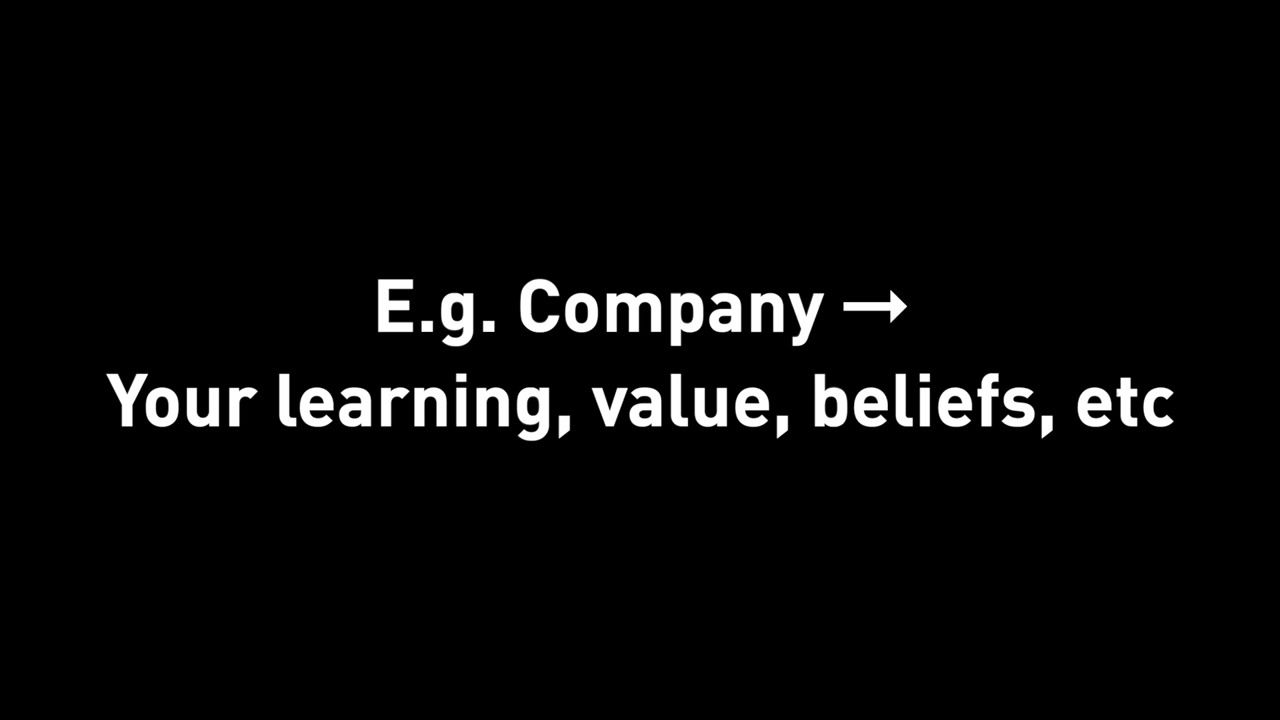 E.g. Company →
Your learning, value, beliefs, etc